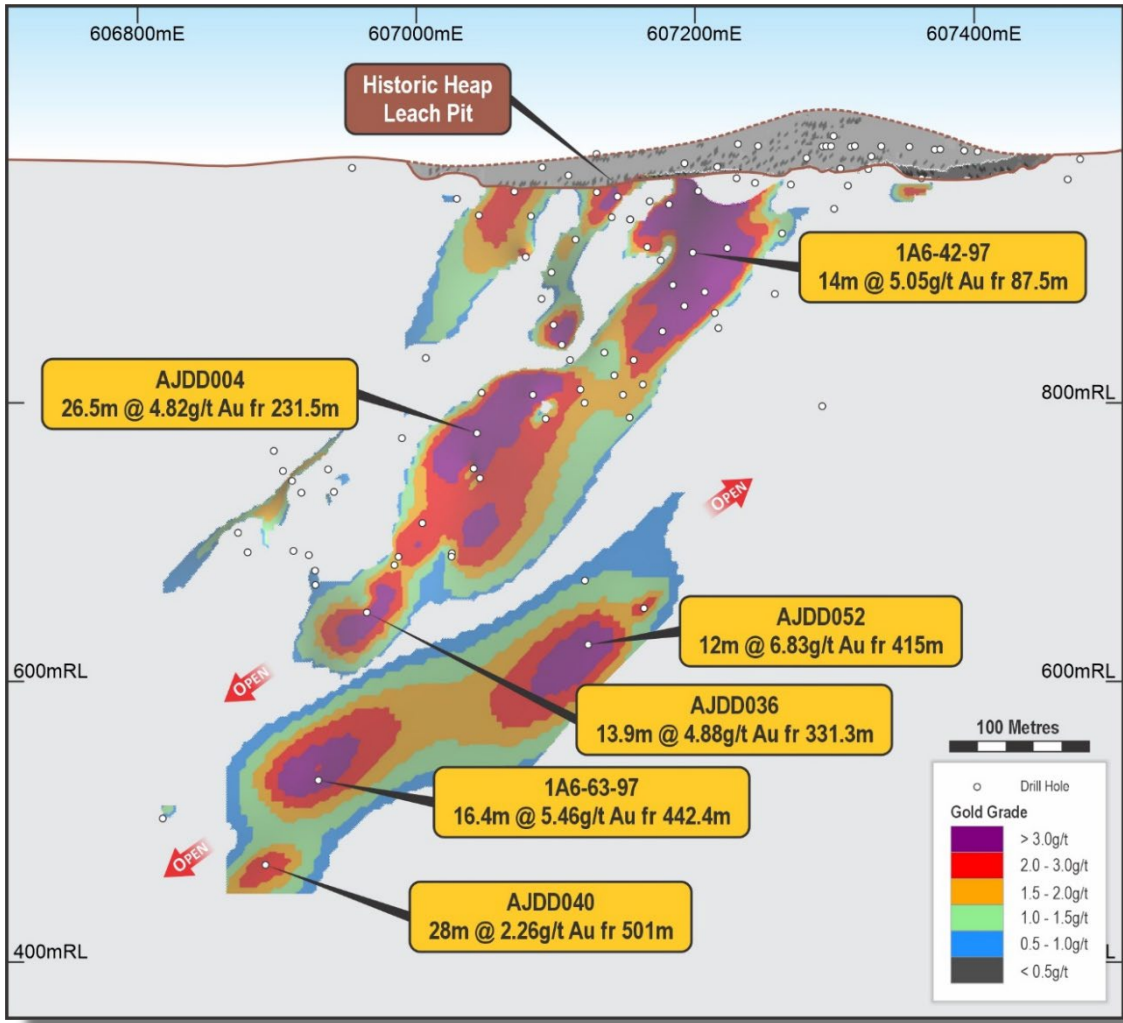 606800mE
607000mE
607200mE
607400mE
Historic Heap
Leach Pit
1A6-42-97
14m @ 5.05g/t Au fr 87.5m
AJDD004
26.5m @ 4.82g/t Au fr 231.5m
800mRL
800mRL
OPEN
AJDD052
12m @ 6.83g/t Au fr 415m
600mRL
600mRL
OPEN
AJDD036
13.9m @ 4.88g/t Au fr 331.3m
100 Metres
1A6-63-97
16.4m @ 5.46g/t Au fr 442.4m
OPEN
AJDD040
28m @ 2.26g/t Au fr 501m
400mRL
Drill Hole
Gold Grade
> 3.0g/t
2.0 - 3.0g/t
1.5 - 2.0g/t
1.0 - 1.5g/t
0.5 - 1.0g/t
< 0.5g/t